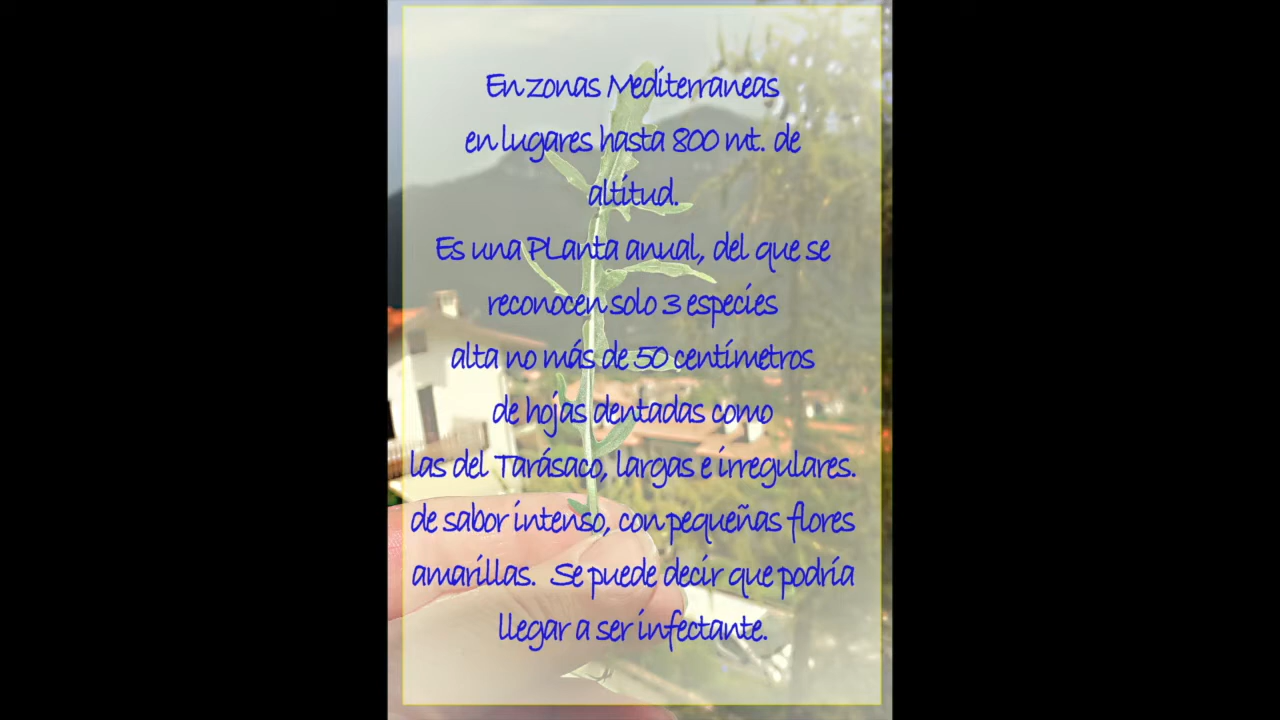 En zonas Mediterraneas
en lugares hasta 800 mt. de
altitud.
Es una PLanta anual, del que se
reconocen solo 3 especies
alta no más de 50 centímetros
de hojas dentadas como
las del Tarásaco, largas e irregulares.
de sabor intenso, con pequeñas flores
amarillas. Se puede decir que podría
llegar a ser infectante.